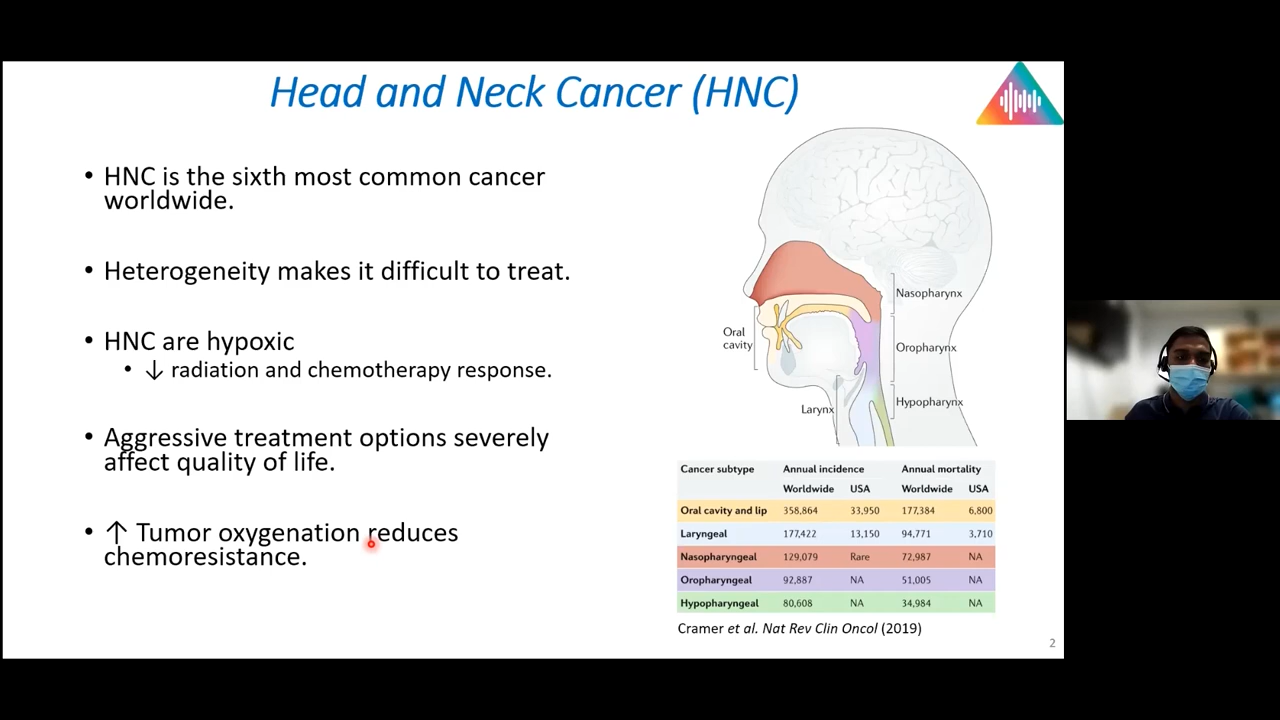 Head and Neck Cancer (HNC)
• HNC is the sixth most common cancer
worldwide.
• Heterogeneity makes it difficult to treat.
• HNC are hypoxic
• ↓ radiation and chemotherapy response.
• Aggressive treatment options severely
affect quality of life.
• ↑ Tumor oxygenation reduces
chemoresistance.
Nasopharynx
Oral
cavity
Oropharynx
Hypopharynx
Larynx
Cancer subtype Annual incidence Annual mortality
Worldwide USA Worldwide USA
Oral cavity and lip 358,864 33,950 177,384 6,800
Laryngeal 177,422 13,150 94,771 3,710
Nasopharyngeal 129,079 Rare 72,987 NA
Oropharyngeal 92,887 NA 51,005 NA
Hypopharyngeal 80,608 NA 34,984 NA
Cramer et al. Nat Rev Clin Oncol (2019)
2